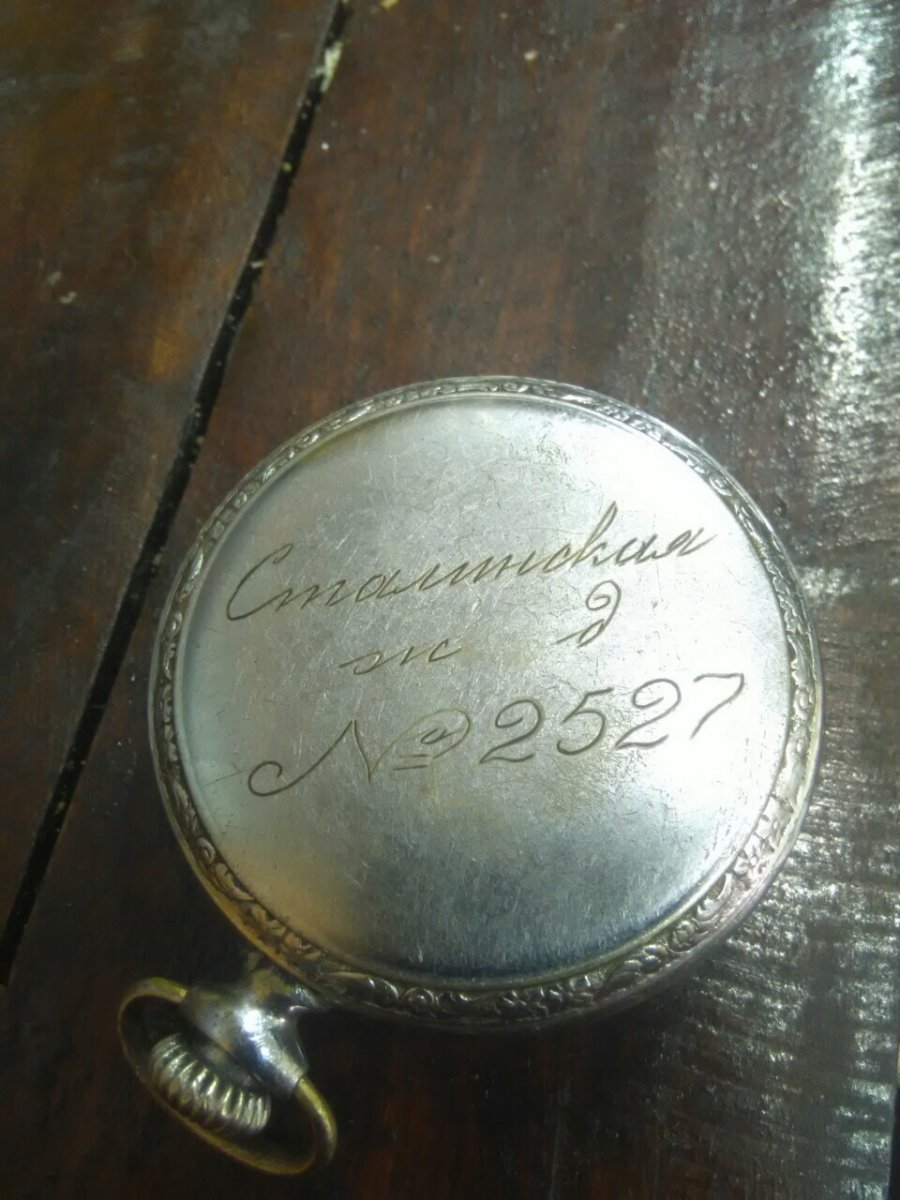 Сталинская
ж д
№ 2527